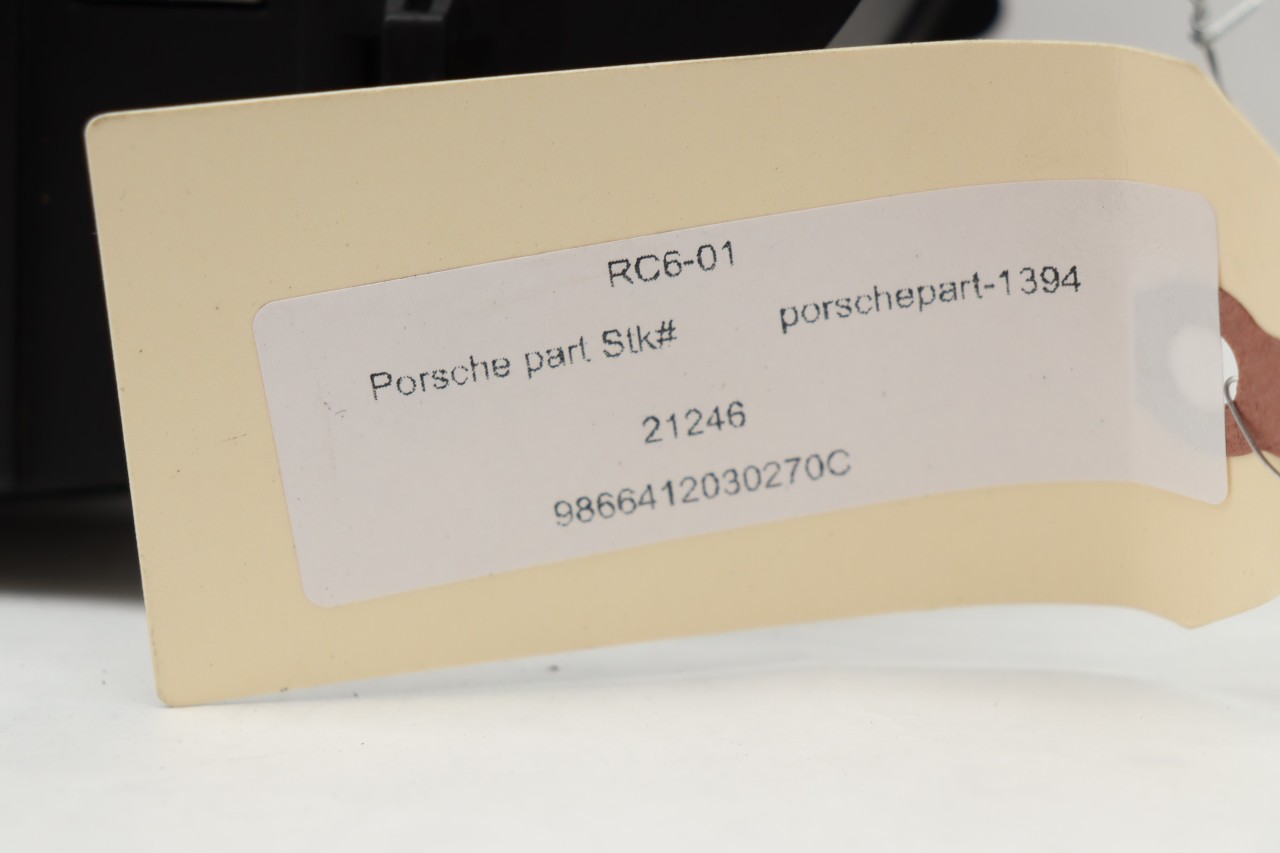 RC6-01
Porsche part Stk# porschepart-1394
21246
9866412030270C